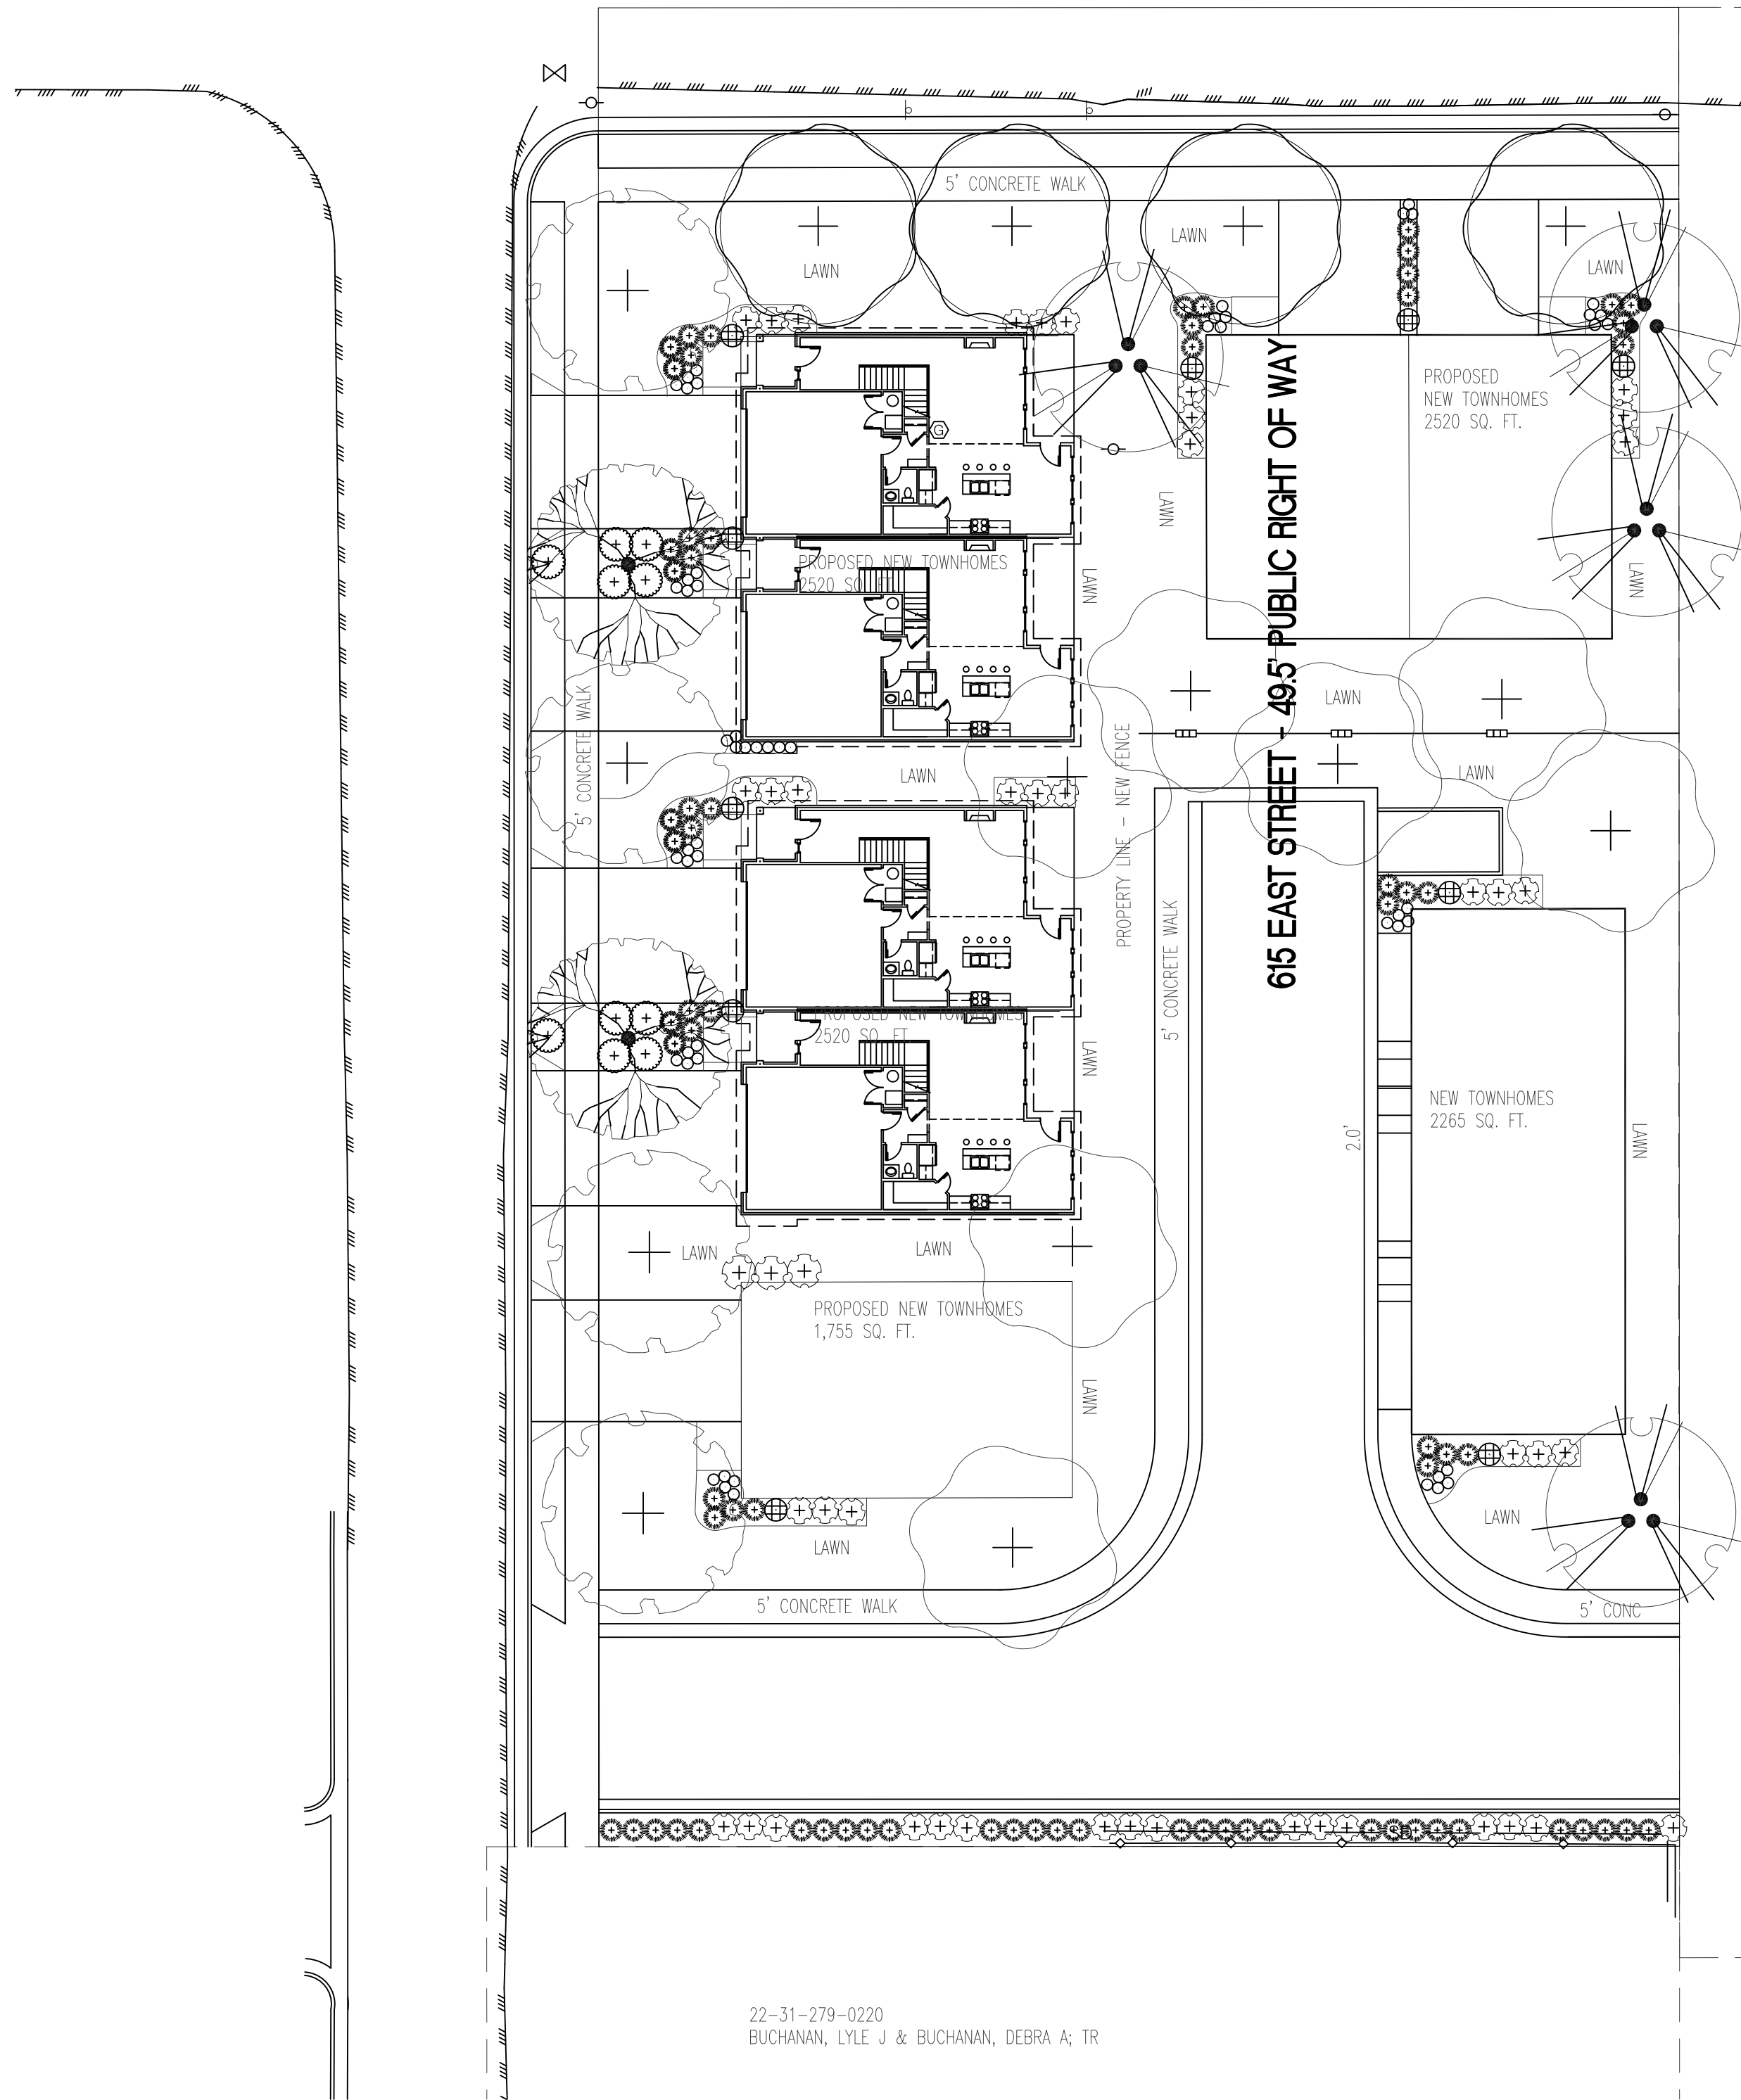 5' CONCRETE WALK
LAWN
LAWN
LAWN
PROPOSED
NEW TOWNHOMES
2520 SQ. FT.
G
LAWN
615 EAST STREET - 49.5' PUBLIC RIGHT OF WAY
PROPOSED NEW TOWNHOMES
2520 SQ. FT.
LAWN
LAWN
5' CONCRETE WALK
LAWN
LAWN
LAWN
PROPERTY LINE - NEW FENCE
5' CONCRETE WALK
PROPOSED NEW TOWNHOMES
2520 SQ. FT.
LAWN
NEW TOWNHOMES
2265 SQ. FT.
2.0'
LAWN
LAWN
LAWN
PROPOSED NEW TOWNHOMES
1,755 SQ. FT.
LAWN
LAWN
LAWN
5' CONCRETE WALK
5' CONC
22-31-279-0220
BUCHANAN, LYLE J & BUCHANAN, DEBRA A; TR